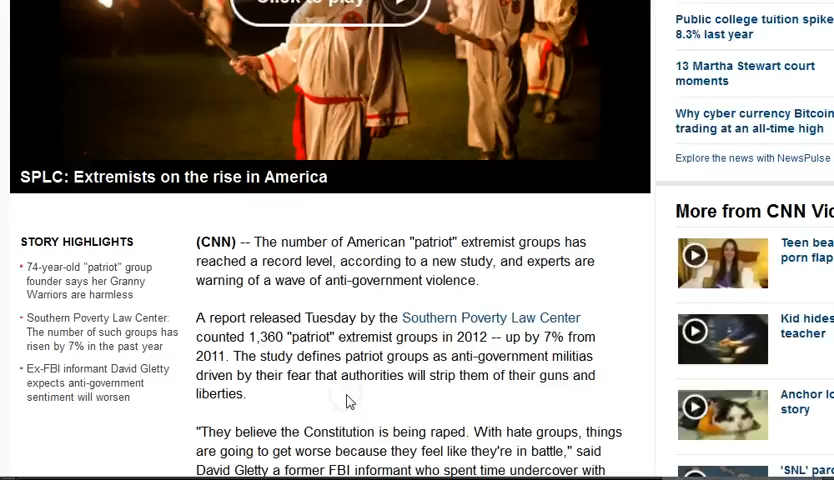 Click to play
Public college tuition spike
8.3% last year
13 Martha Stewart court
moments
Why cyber currency Bitcoin
trading at an all-time high
Explore the news with NewsPulse
SPLC: Extremists on the rise in America
More from CNN Vid
STORY HIGHLIGHTS
74-year-old "patriot" group
founder says her Granny
Warriors are harmless
Southern Poverty Law Center:
The number of such groups has
risen by 7% in the past year
Ex-FBI informant David Gletty
expects anti-government
sentiment will worsen
(CNN) -- The number of American "patriot" extremist groups has
reached a record level, according to a new study, and experts are
warning of a wave of anti-government violence.
A report released Tuesday by the Southern Poverty Law Center
counted 1,360 "patriot" extremist groups in 2012 -- up by 7% from
2011. The study defines patriot groups as anti-government militias
driven by their fear that authorities will strip them of their guns and
liberties.
"They believe the Constitution is being raped. With hate groups, things
are going to get worse because they feel like they're in battle," said
David Gletty a former FBI informant who spent time undercover with
Teen bea
porn flap
Kid hides
teacher
Anchor lo
story
'SNL' paro